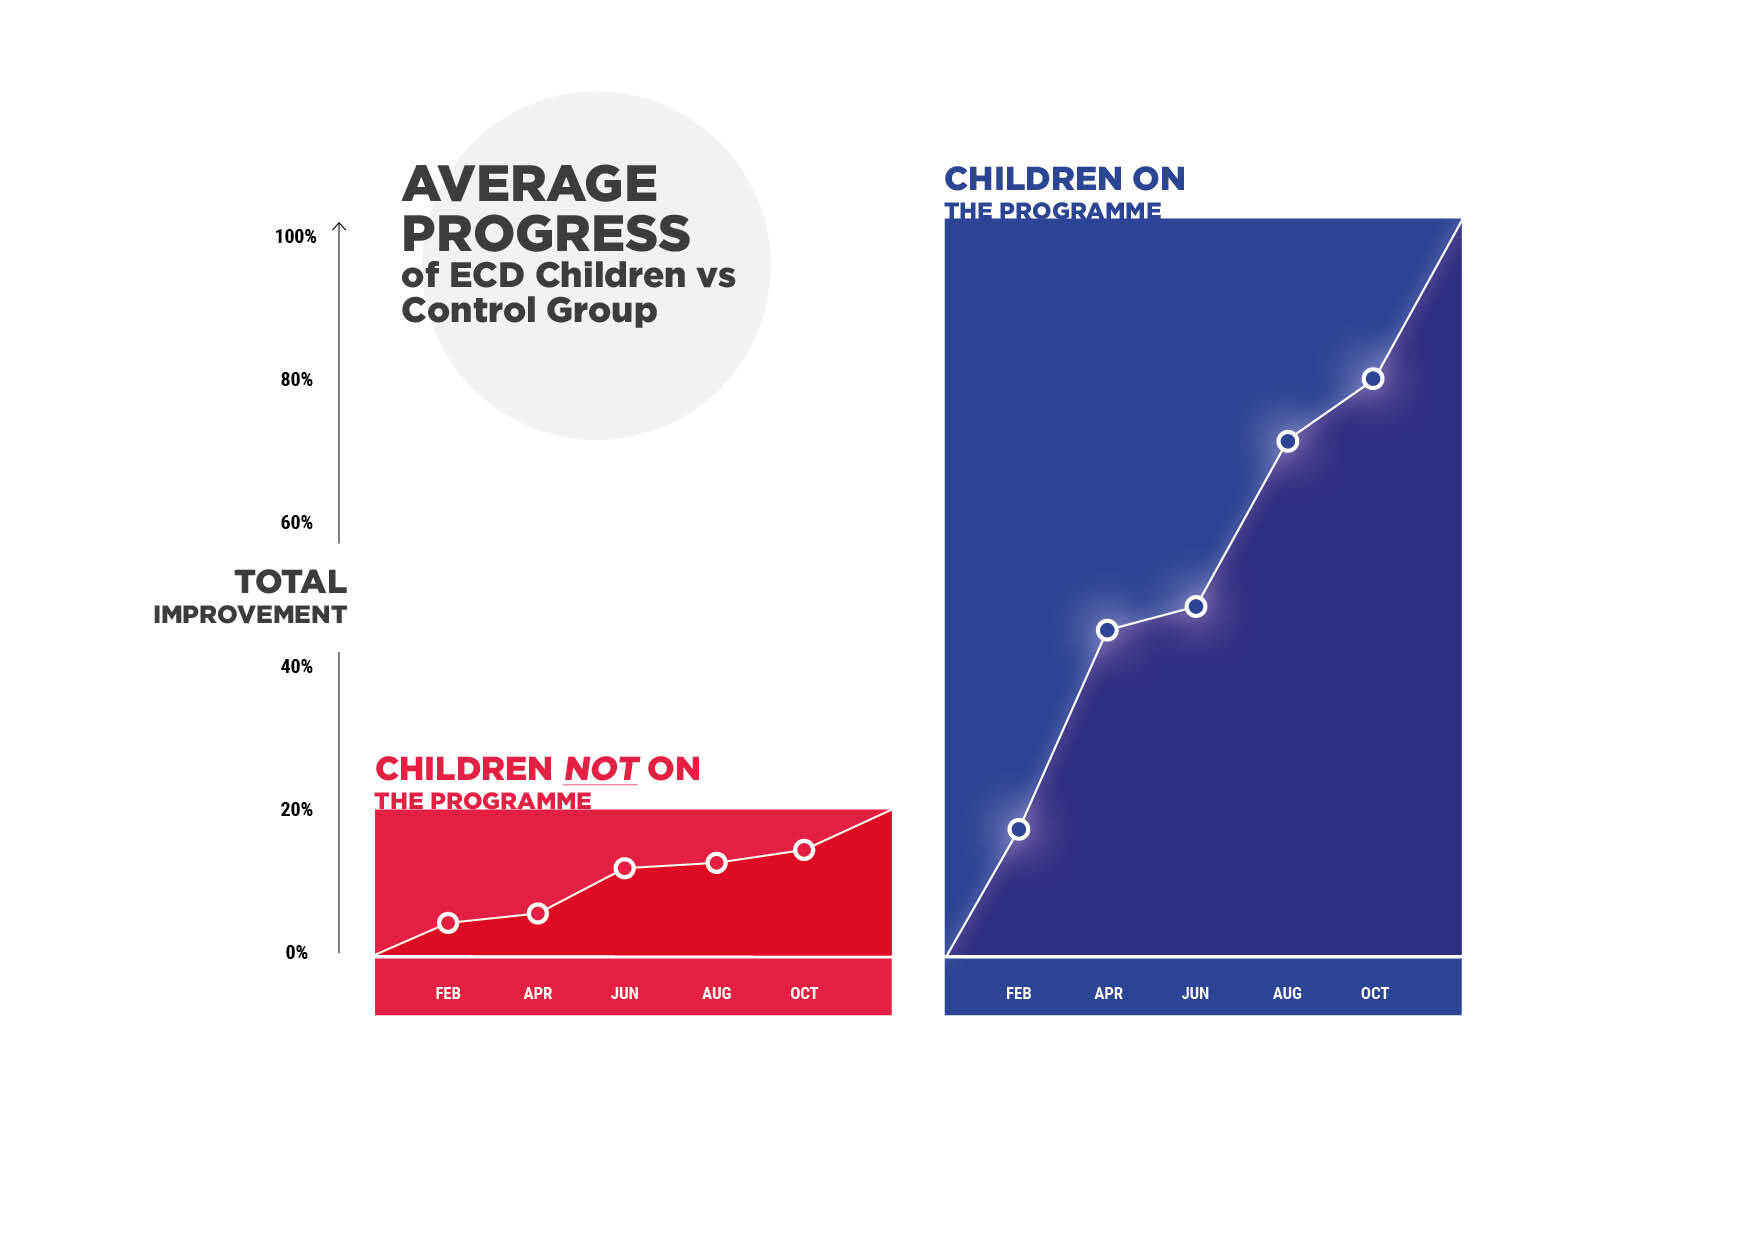 AVERAGE
PROGRESS
of ECD Children vs
Control Group
100%
80%
60%
TOTAL
IMPROVEMENT
40%
20%
0%
CHILDREN NOT ON
THE PROGRAMME
FEB APR JUN AUG OCT
CHILDREN ON
THE PROGRAMME
FEB APR JUN AUG OCT